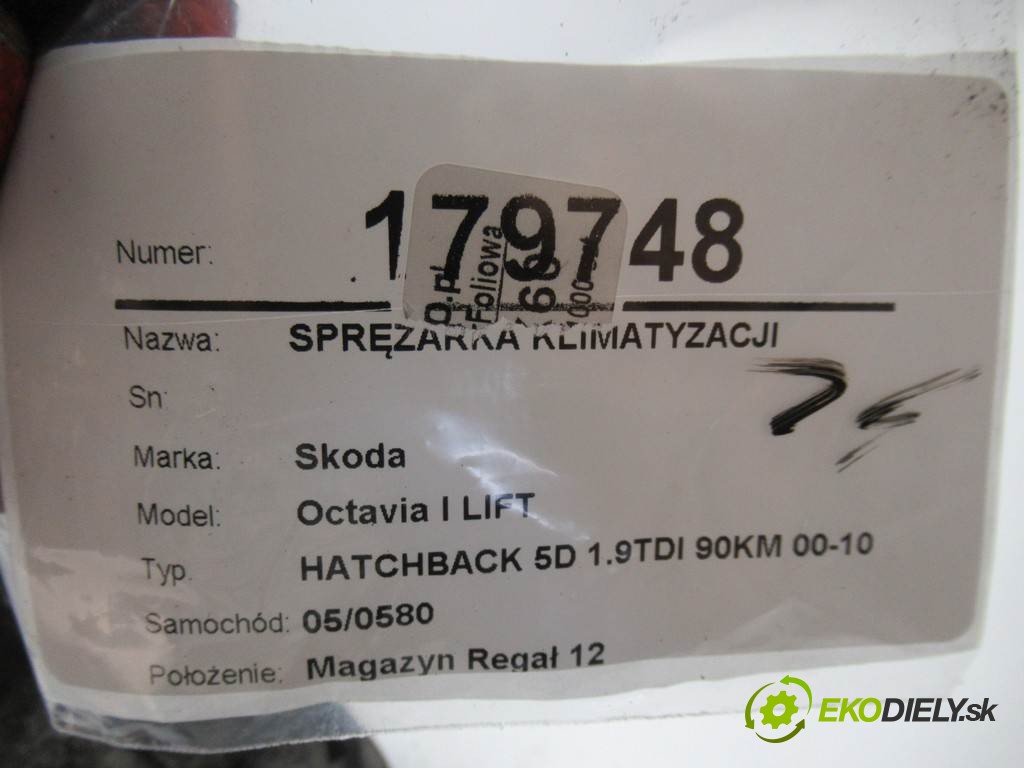 Numer: 179748
Foliowa
Nazwa: SPRĘŻARKA KLIMATYZACJI
Sn:
Marka: Skoda
Model: Octavia I LIFT
Typ. HATCHBACK 5D 1.9TDI 90KM 00-10
Samochód: 05/0580
Położenie: Magazyn Regał 12
EKODIELY.sk